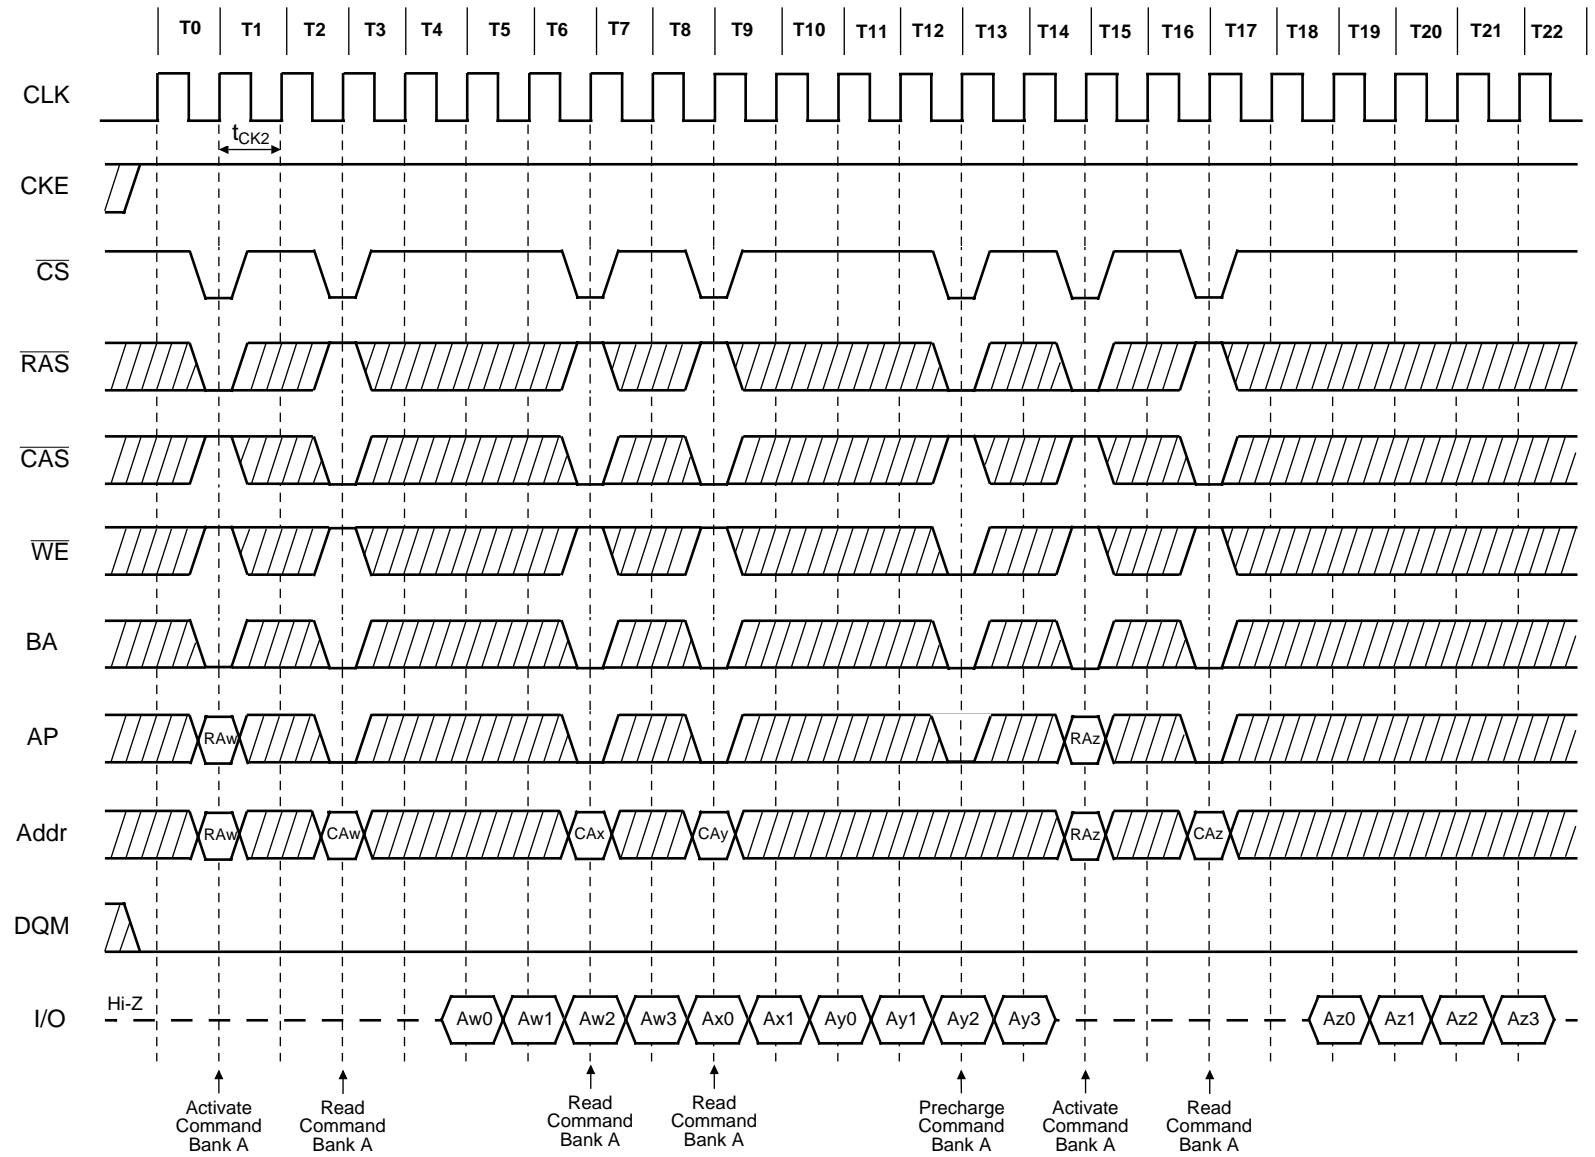 T0 T1 T2 T3 T4 T5 T6 T7 T8 T9 T10 T11 T12 T13 T14 T15 T16 T17 T18 T19 T20 T21 T22
CLK
tCK2
CKE
CS
RAS
CAS
WE
BA
AP RAw RAz
Addr RAw CAw CAx CAy RAz CAz
DQM
I/O Hi-Z Aw0 Aw1 Aw2 Aw3 Ax0 Ax1 Ay0 Ay1 Ay2 Ay3 Az0 Az1 Az2 Az3
Activate
Command
Bank A
Read
Command
Bank A
Read
Command
Bank A
Read
Command
Bank A
Precharge
Command
Bank A
Activate
Command
Bank A
Read
Command
Bank A